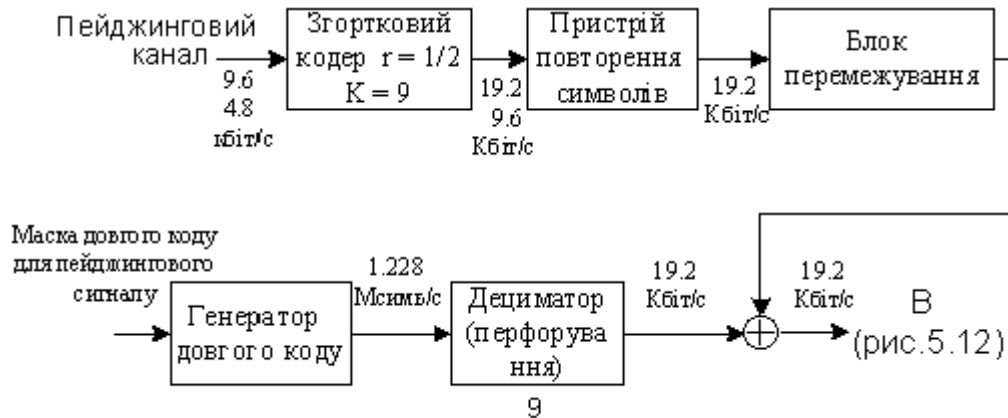 Пейджинговий
канал
9.6
4.8
кбіт/с
Згортковий
кодер r = 1/2
K = 9
19.2
9.6
Кбіт/с
Пристрій
повторення
символів
19.2
Кбіт/с
Блок
перемежування
Маска довгого коду
для пейджингового
сигналу
Генератор
довгого коду
1.228
Мсимь/с
Дециматор
(перфорува
ння)
9
19.2
Кбіт/с
19.2
Кбіт/с
В
(рис.5.12)